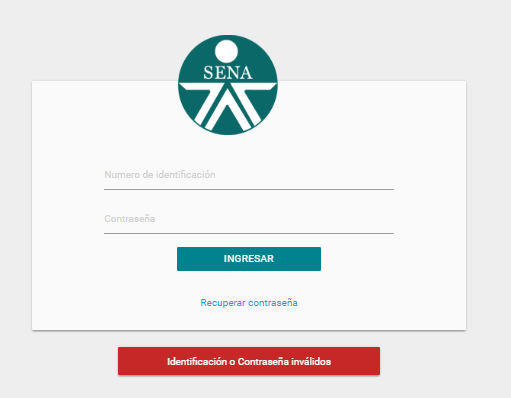 SENA
Numero de identificación
Contraseña
INGRESAR
Recuperar contraseña
Identificación o Contraseña inválidos